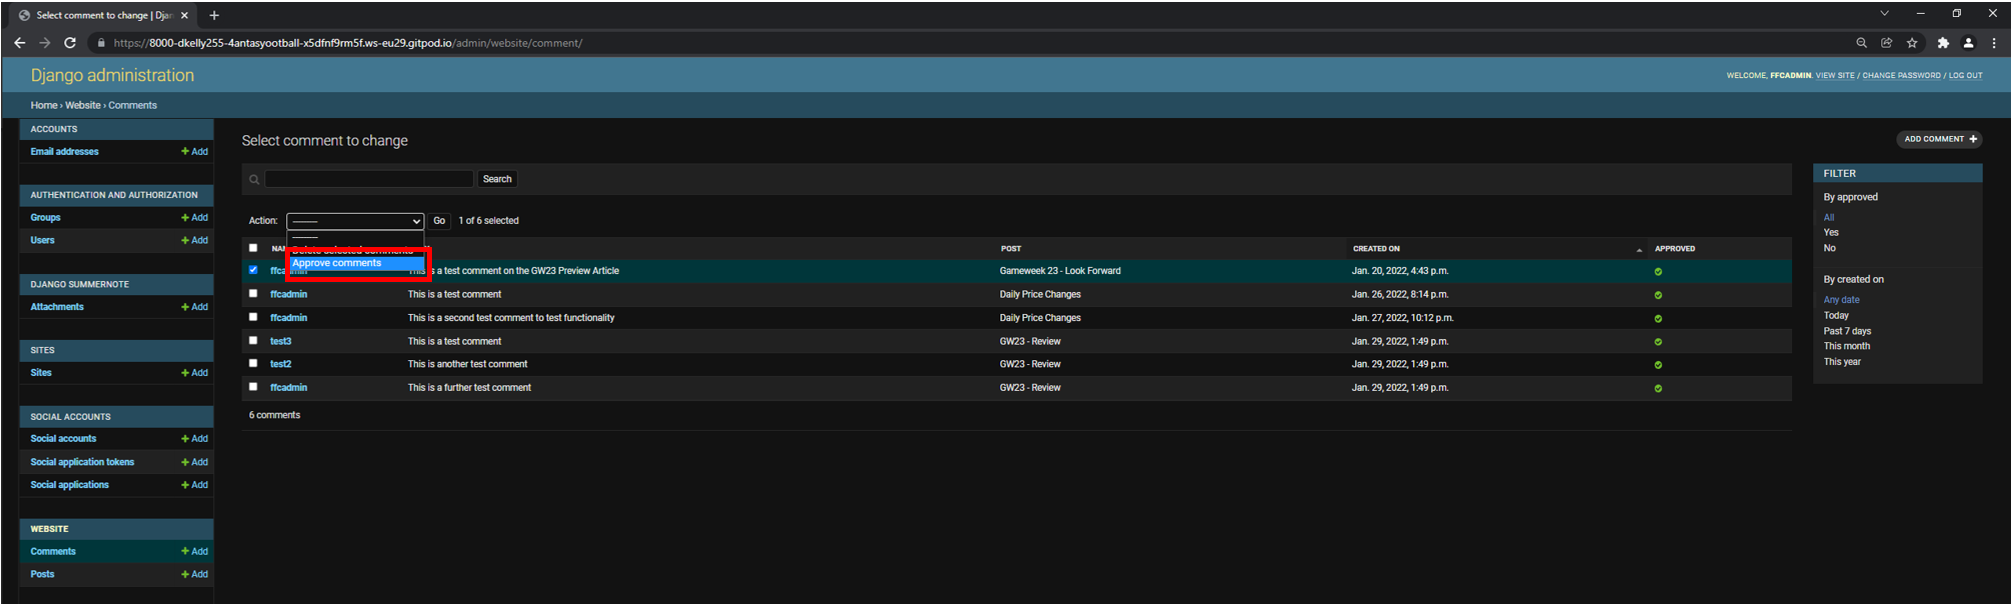 Select comment to change | Djan
https://8000-dkelly255-4antasyootball-x5dfnf9rm5f.ws-eu29.gitpod.io/admin/website/comment/
Django administration
WELCOME, FFCADMIN. VIEW SITE / CHANGE PASSWORD / LOG OUT
Home › Website › Comments
ACCOUNTS
Email addresses + Add
AUTHENTICATION AND AUTHORIZATION
Groups + Add
Users + Add
DJANGO SUMMERNOTE
Attachments + Add
SITES
Sites + Add
SOCIAL ACCOUNTS
Social accounts + Add
Social application tokens + Add
Social applications + Add
WEBSITE
Comments + Add
Posts + Add
Select comment to change
ADD COMMENT +
Search
Action: --------- Go 1 of 6 selected
---------
Delete selected comments
Approve comments
POST CREATED ON APPROVED
ffcadmin This is a test comment on the GW23 Preview Article Gameweek 23 - Look Forward Jan. 20, 2022, 4:43 p.m.
ffcadmin This is a test comment Daily Price Changes Jan. 26, 2022, 8:14 p.m.
ffcadmin This is a second test comment to test functionality Daily Price Changes Jan. 27, 2022, 10:12 p.m.
test3 This is a test comment GW23 - Review Jan. 29, 2022, 1:49 p.m.
test2 This is another test comment GW23 - Review Jan. 29, 2022, 1:49 p.m.
ffcadmin This is a further test comment GW23 - Review Jan. 29, 2022, 1:49 p.m.
6 comments
FILTER
By approved
All
Yes
No
By created on
Any date
Today
Past 7 days
This month
This year